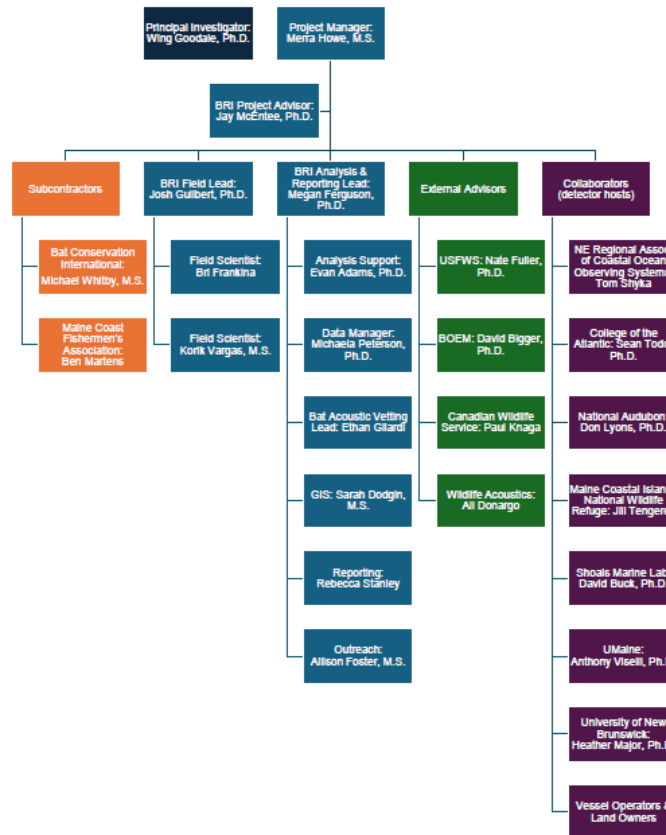 Principal Investigator:
Wing Goodale, Ph.D.
Project Manager:
Merra Howe, M.S.
BRI Project Advisor:
Jay McEntee, Ph.D.
Subcontractors
BRI Field Lead:
Josh Guilbert, Ph.D.
BRI Analysis &
Reporting Lead:
Megan Ferguson,
Ph.D.
External Advisors
Collaborators
(detector hosts)
Bat Conservation
International:
Michael Whitby, M.S.
Maine Coast
Fishermen's
Association:
Ben Martens
Field Scientist:
Bri Frankina
Field Scientist:
Korik Vargas, M.S.
Analysis Support:
Evan Adams, Ph.D.
Data Manager:
Michaela Peterson,
Ph.D.
Bat Acoustic Vetting
Lead: Ethan Gilardi
GIS: Sarah Dodgin,
M.S.
Reporting:
Rebecca Stanley
Outreach:
Allison Foster, M.S.
USFWS: Nate Fuller,
Ph.D.
BOEM: David Bigger,
Ph.D.
Canadian Wildlife
Service: Paul Knaga
Wildlife Acoustics:
Ali Donargo
NE Regional Assoc
of Coastal Ocean
Observing Systems
Tom Shyka
College of the
Atlantic: Sean Todd
Ph.D.
National Audubon
Don Lyons, Ph.D.
Maine Coastal Islan
National Wildlife
Refuge: Jill Tengere
Shoals Marine Lab
David Buck, Ph.D
UMaine:
Anthony Viselli, Ph.
University of New
Brunswick:
Heather Major, Ph.
Vessel Operators &
Land Owners